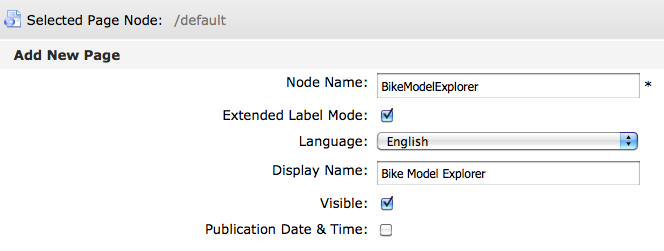 Selected Page Node: /default
Add New Page
Node Name: BikeModelExplorer *
Extended Label Mode:
Language: English
Display Name: Bike Model Explorer
Visible:
Publication Date & Time: